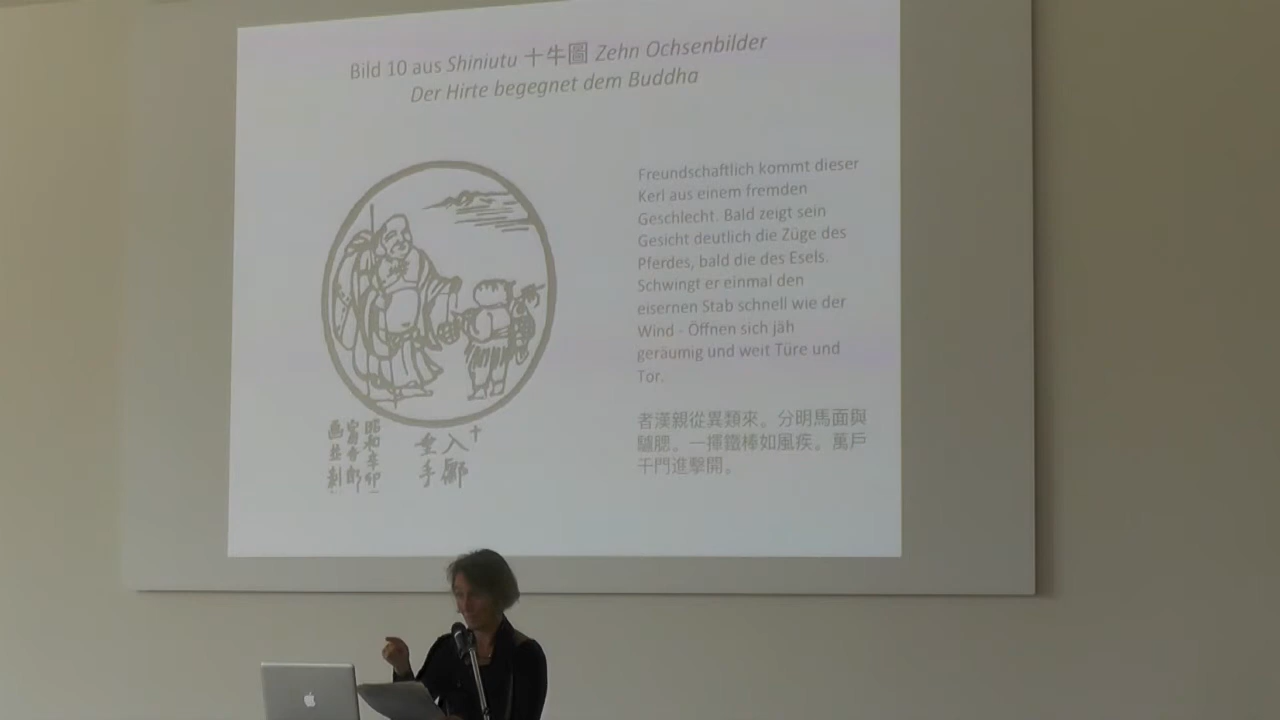 Bild 10 aus Shiniutu 十牛圖 Zehn Ochsenbilder
Der Hirte begegnet dem Buddha
Freundschaftlich kommt dieser
Kerl aus einem fremden
Geschlecht. Bald zeigt sein
Gesicht deutlich die Züge des
Pferdes, bald die des Esels.
Schwingt er einmal den
eisernen Stab schnell wie der
Wind - Öffnen sich jäh
geräumig und weit Türe und
Tor.
者漢親從異類來。分明馬面與
驢腮。一揮鐵棒如風疾。萬戶
千門進擊開。
十
入鄽
垂手
昭和辛卯